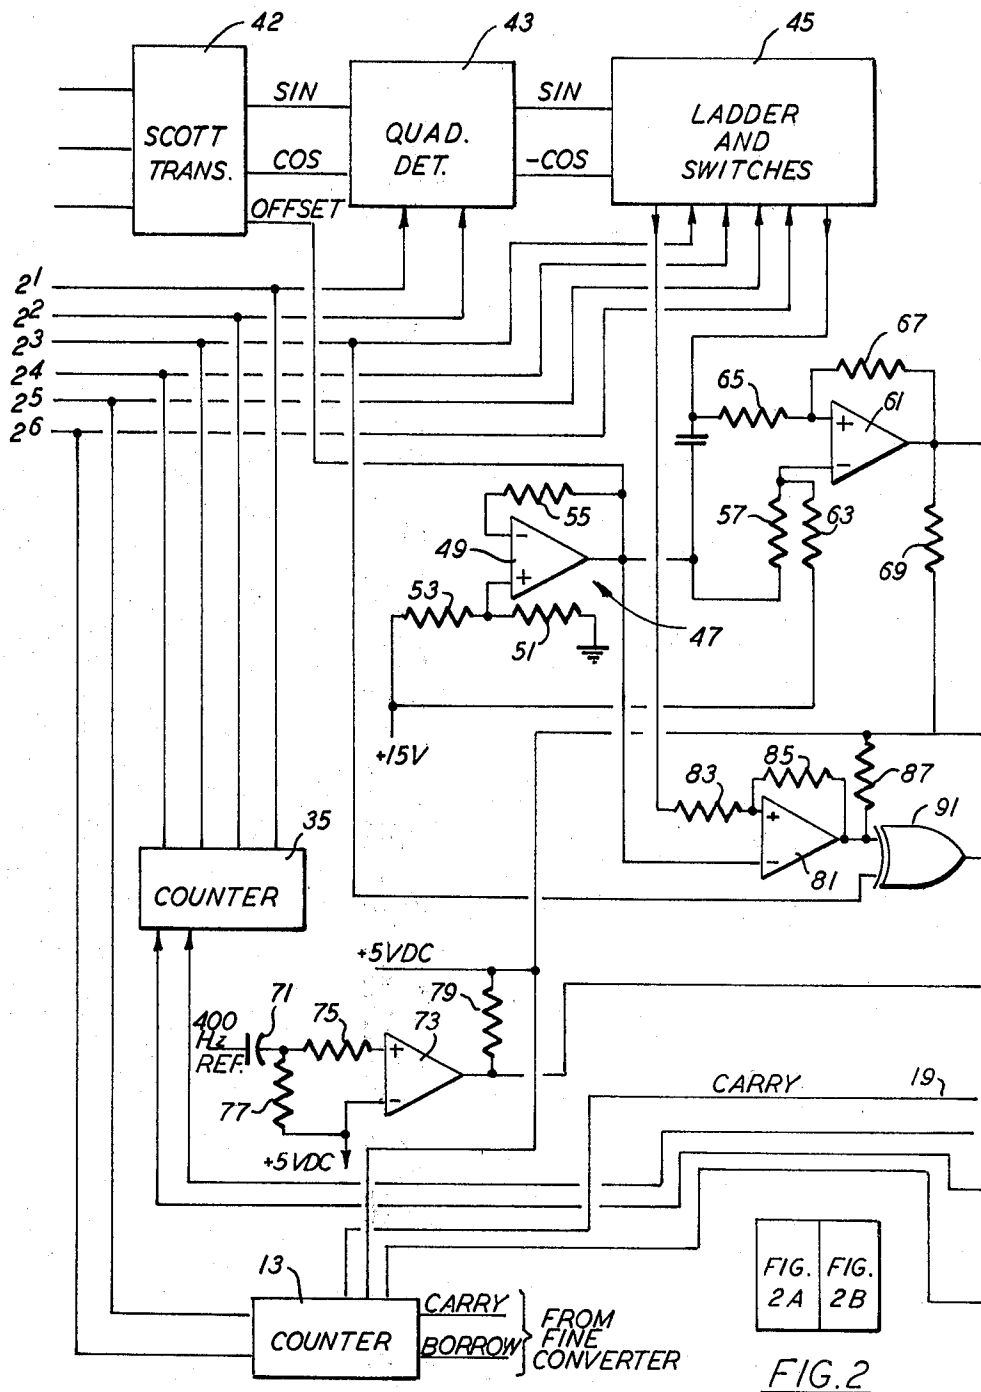 42
43
45
SCOTT
TRANS.
SIN
COS
OFFSET
QUAD.
DET.
SIN
-COS
LADDER
AND
SWITCHES
2¹
2²
2³
2⁴
2⁵
2⁶
67
65
61
+
-
57
63
69
55
49
-
+
53
51
47
+15V
83
85
87
91
+
-
81
35
COUNTER
+5VDC
79
71
75
73
400
Hz
REF.
+
-
77
+5VDC
CARRY
19
13
COUNTER
CARRY
BORROW
FROM
FINE
CONVERTER
FIG. 2A
FIG. 2B
FIG. 2